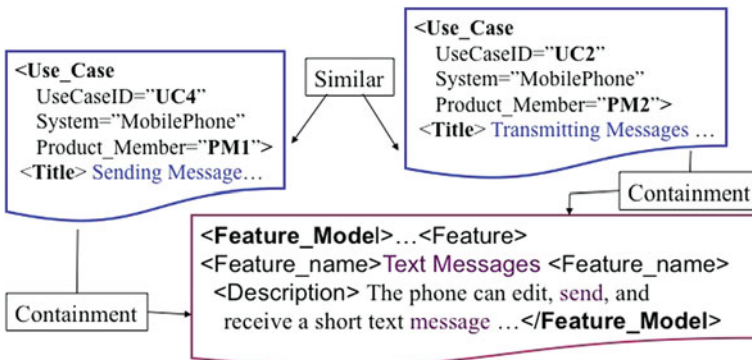 <Use_Case
UseCaseID=”UC4”
System=”MobilePhone”
Product_Member=”PM1”>
<Title> Sending Message…
Similar
<Use_Case
UseCaseID=”UC2”
System=”MobilePhone”
Product_Member=”PM2”>
<Title> Transmitting Messages …
Containment
<Feature_Model>…<Feature>
<Feature_name>Text Messages <Feature_name>
<Description> The phone can edit, send, and
receive a short text message …</Feature_Model>
Containment